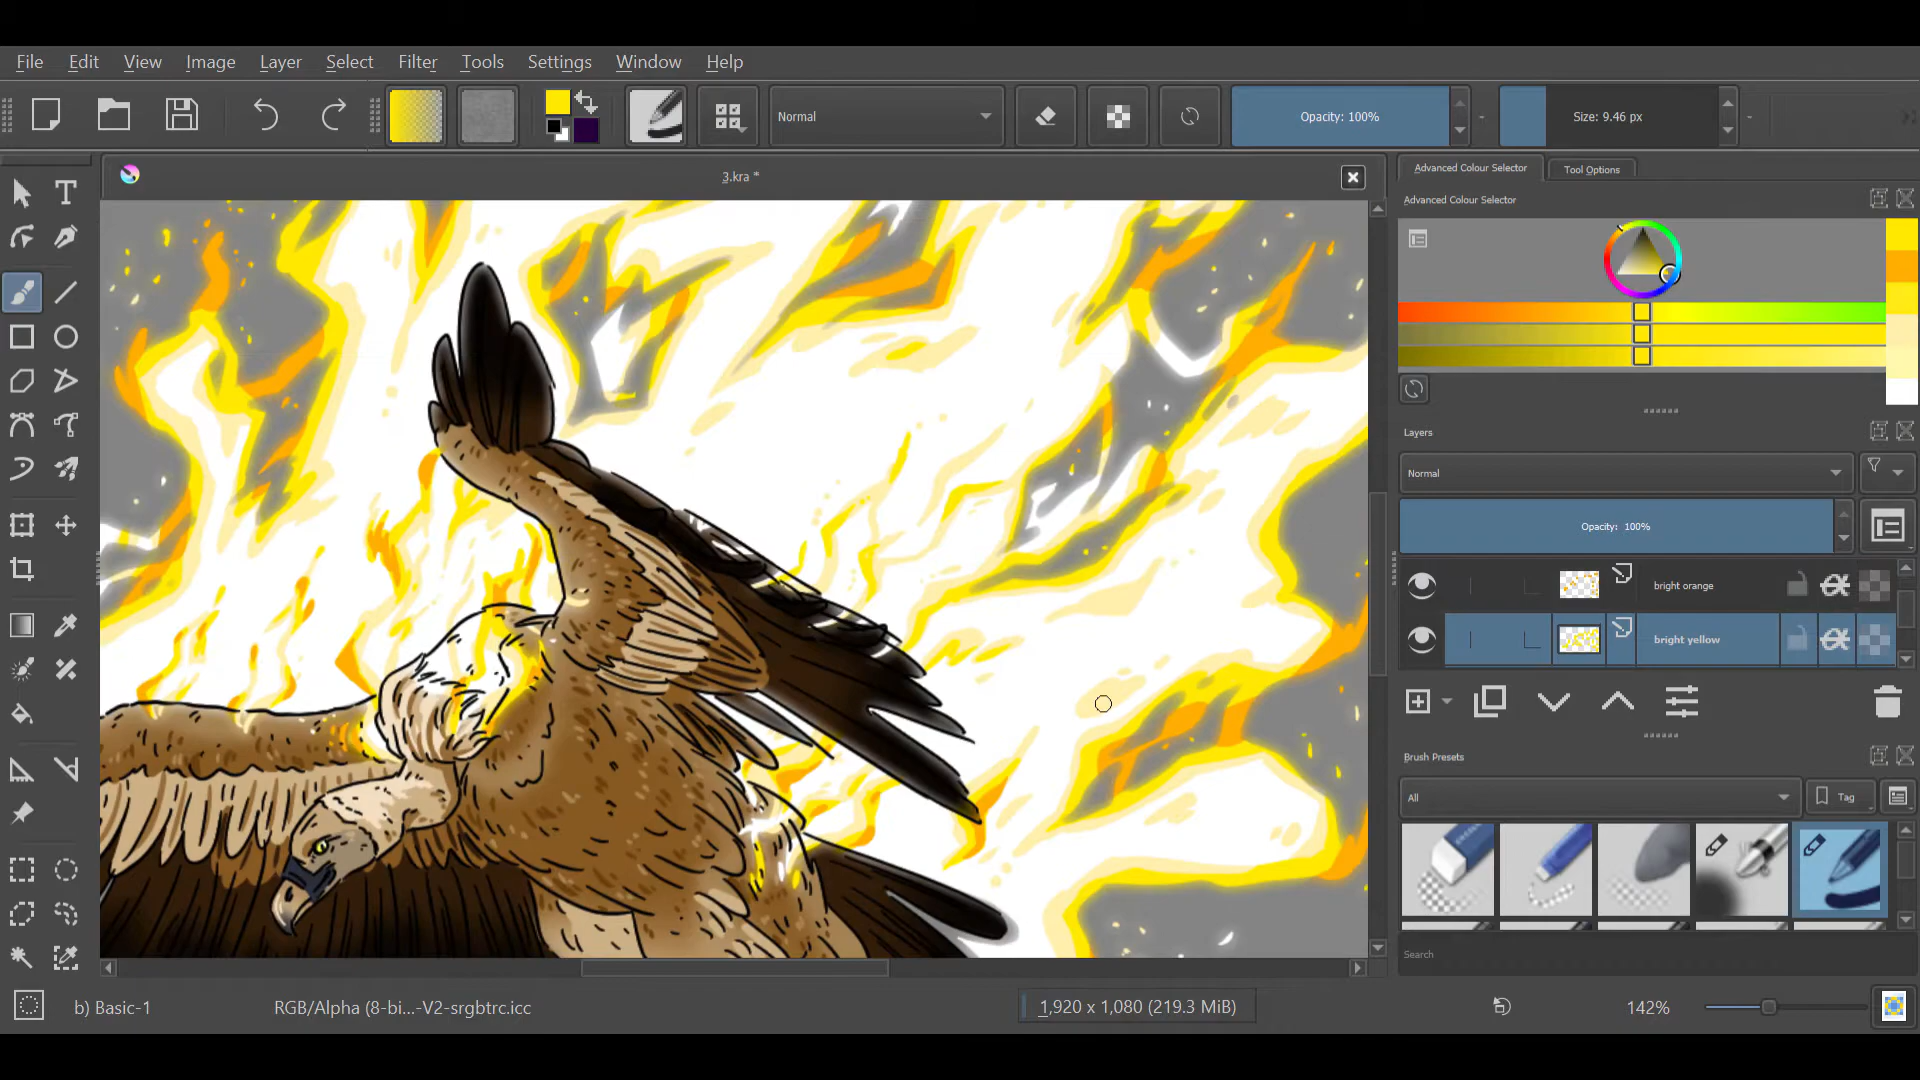 File Edit View Image Layer Select Filter Tools Settings Window Help
Normal
Opacity: 100%
Size: 9.46 px
3.kra *
Advanced Colour Selector
Tool Options
Advanced Colour Selector
Layers
Normal
Opacity: 100%
bright orange
bright yellow
Brush Presets
All
Tag
Search
b) Basic-1
RGB/Alpha (8-bi...-V2-srgbtrc.icc
1,920 x 1,080 (219.3 MiB)
142%